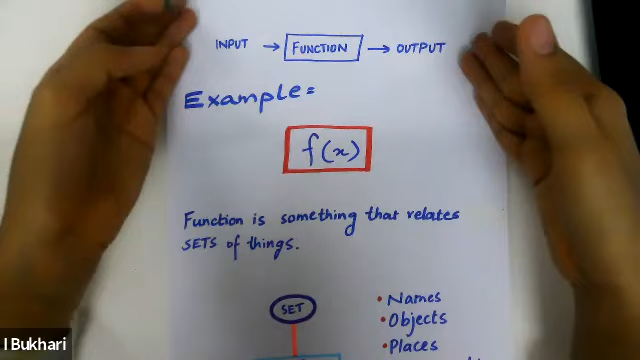 INPUT → FUNCTION → OUTPUT
Example=
f(x)
Function is something that relates
SETS of things.
SET
• Names
• Objects
• Places
I Bukhari